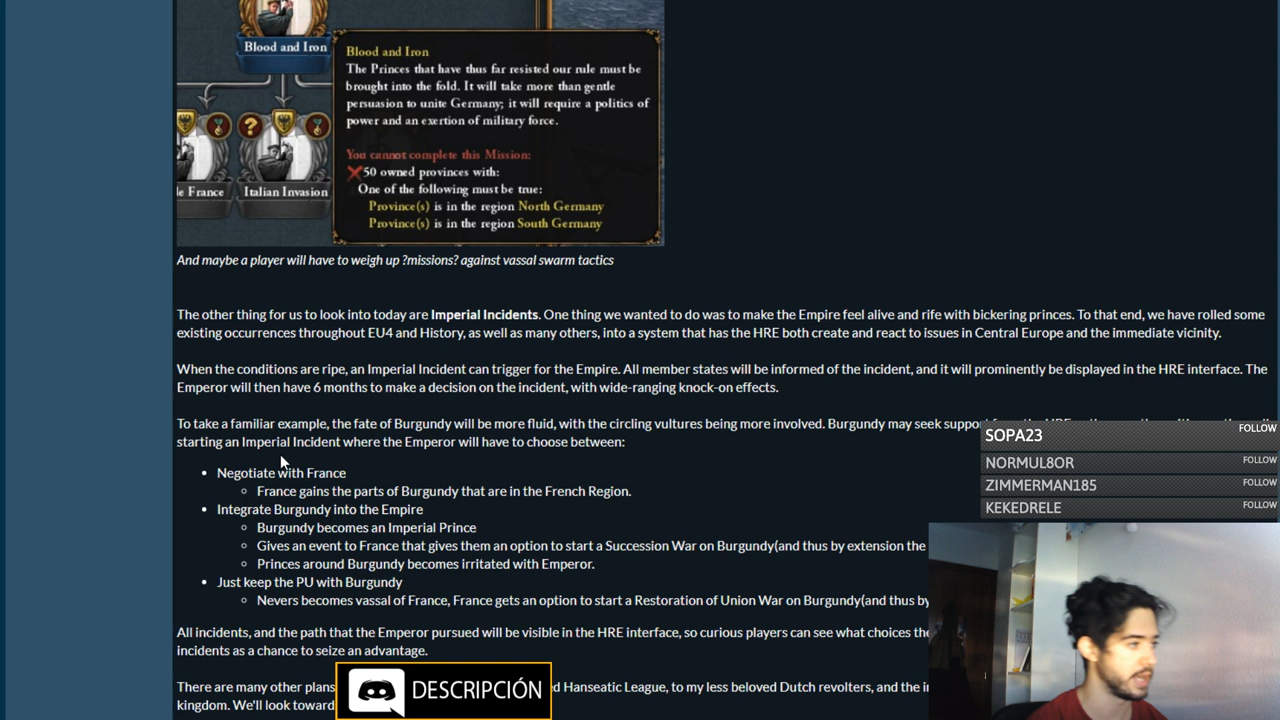 Blood and Iron
Blood and Iron
The Princes that have thus far resisted our rule must be
brought into the fold. It will take more than gentle
persuasion to unite Germany; it will require a politics of
power and an exertion of military force.
You cannot complete this Mission:
50 owned provinces with:
One of the following must be true:
Province(s) is in the region North Germany
Province(s) is in the region South Germany
le France
Italian Invasion
And maybe a player will have to weigh up ?missions? against vassal swarm tactics
The other thing for us to look into today are Imperial Incidents. One thing we wanted to do was to make the Empire feel alive and rife with bickering princes. To that end, we have rolled some
existing occurrences throughout EU4 and History, as well as many others, into a system that has the HRE both create and react to issues in Central Europe and the immediate vicinity.
When the conditions are ripe, an Imperial Incident can trigger for the Empire. All member states will be informed of the incident, and it will prominently be displayed in the HRE interface. The
Emperor will then have 6 months to make a decision on the incident, with wide-ranging knock-on effects.
To take a familiar example, the fate of Burgundy will be more fluid, with the circling vultures being more involved. Burgundy may seek support
starting an Imperial Incident where the Emperor will have to choose between:
• Negotiate with France
France gains the parts of Burgundy that are in the French Region.
• Integrate Burgundy into the Empire
Burgundy becomes an Imperial Prince
Gives an event to France that gives them an option to start a Succession War on Burgundy(and thus by extension the
Princes around Burgundy becomes irritated with Emperor.
• Just keep the PU with Burgundy
Nevers becomes vassal of France, France gets an option to start a Restoration of Union War on Burgundy(and thus by
All incidents, and the path that the Emperor pursued will be visible in the HRE interface, so curious players can see what choices the
incidents as a chance to seize an advantage.
There are many other plans
ed Hanseatic League, to my less beloved Dutch revolters, and the i
kingdom. We'll look toward
DESCRIPCIÓN
SOPA23 FOLLOW
NORMUL8OR FOLLOW
ZIMMERMAN185 FOLLOW
KEKEDRELE FOLLOW